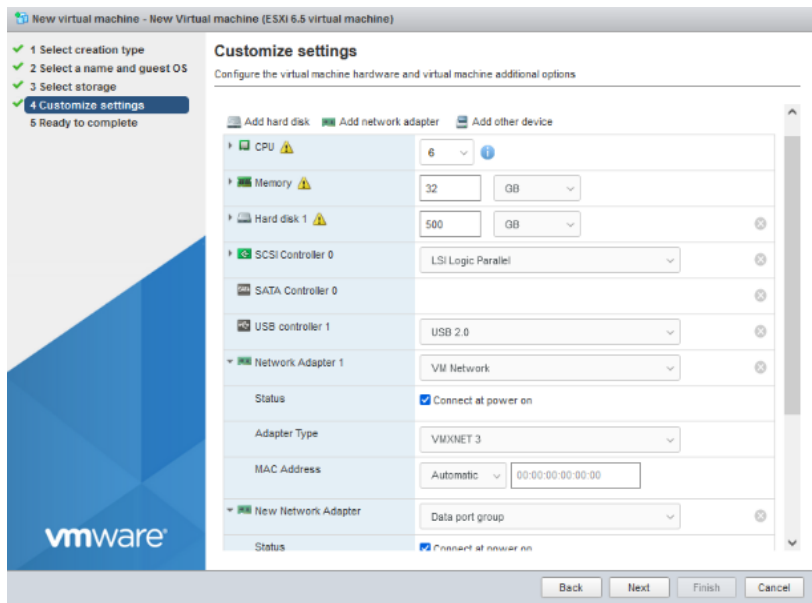 New virtual machine - New Virtual machine (ESXi 6.5 virtual machine)
1 Select creation type
2 Select a name and guest OS
3 Select storage
4 Customize settings
5 Ready to complete
Customize settings
Configure the virtual machine hardware and virtual machine additional options
Add hard disk Add network adapter Add other device
CPU 6
Memory 32 GB
Hard disk 1 500 GB
SCSI Controller 0 LSI Logic Parallel
SATA Controller 0
USB controller 1 USB 2.0
Network Adapter 1 VM Network
Status Connect at power on
Adapter Type VMXNET 3
MAC Address Automatic 00:00:00:00:00:00
New Network Adapter Data port group
Status Connect at power on
vmware
Back Next Finish Cancel